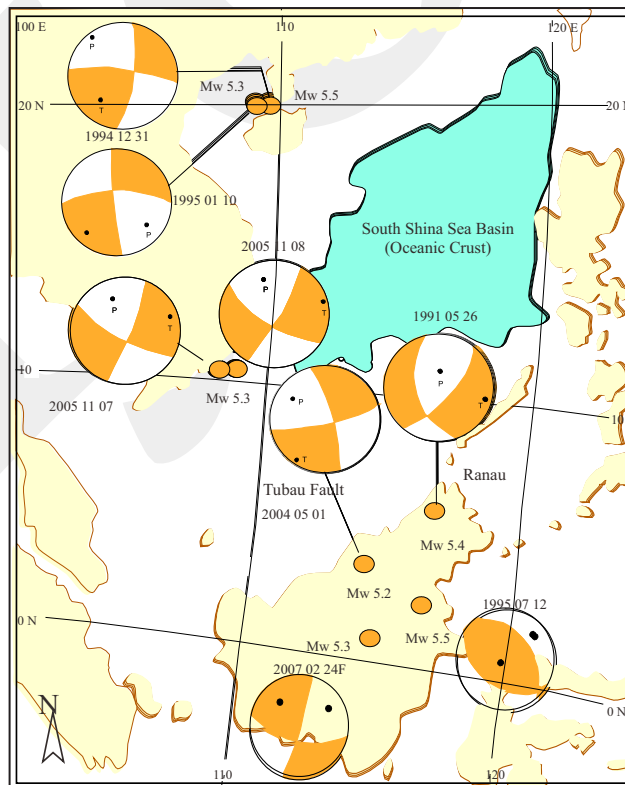 100 E
110
120 E
P
T
Mw 5.3
Mw 5.5
20 N
20 N
1994 12 31
P
1995 01 10
South Shina Sea Basin
(Oceanic Crust)
2005 11 08
P
T
1991 05 26
P
T
P
T
10
Mw 5.3
2005 11 07
P
T
10
Tubau Fault
Ranau
2004 05 01
Mw 5.4
Mw 5.2
1995 07 12
0 N
Mw 5.3
Mw 5.5
2007 02 24F
N
0 N
110
120